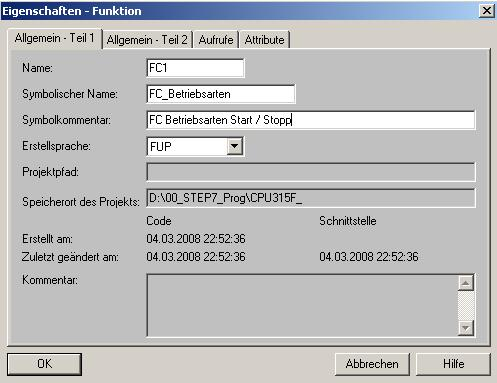 Eigenschaften - Funktion
Allgemein - Teil 1 Allgemein - Teil 2 Aufrufe Attribute
Name: FC1
Symbolischer Name: FC_Betriebsarten
Symbolkommentar: FC Betriebsarten Start / Stopp
Erstellsprache: FUP
Projektpfad:
Speicherort des Projekts: D:\00_STEP7_Prog\CPU315F_
Code Schnittstelle
Erstellt am: 04.03.2008 22:52:36
Zuletzt geändert am: 04.03.2008 22:52:36 04.03.2008 22:52:36
Kommentar:
OK Abbrechen Hilfe